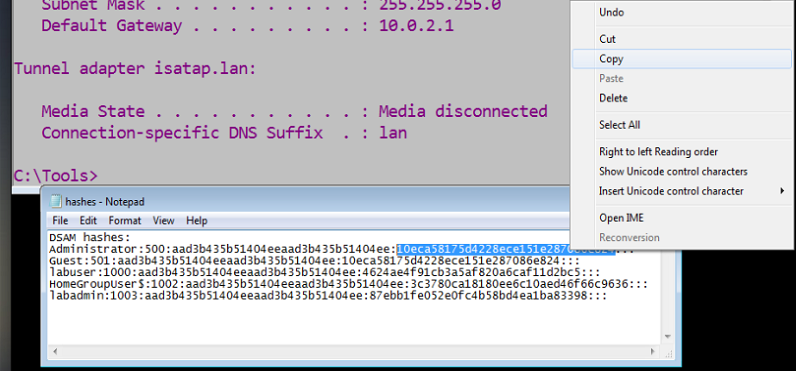 Subnet Mask . . . . . . . . . . . : 255.255.255.0
Default Gateway . . . . . . . . . : 10.0.2.1
Tunnel adapter isatap.lan:
Media State . . . . . . . . . . . : Media disconnected
Connection-specific DNS Suffix  . : lan
C:\Tools>
hashes - Notepad
File Edit Format View Help
DSAM hashes:
Administrator:500:aad3b435b51404eeaad3b435b51404ee:10eca58175d4228ece151e287086e824:::
Guest:501:aad3b435b51404eeaad3b435b51404ee:10eca58175d4228ece151e287086e824:::
labuser:1000:aad3b435b51404eeaad3b435b51404ee:4624ae4f91cb3a5af820a6caf11d2bc5:::
HomeGroupUser$:1002:aad3b435b51404eeaad3b435b51404ee:3c3780ca18180ee6c10aed46f66c9636:::
labadmin:1003:aad3b435b51404eeaad3b435b51404ee:87ebb1fe052e0fc4b58bd4ea1ba83398:::
Undo
Cut
Copy
Paste
Delete
Select All
Right to left Reading order
Show Unicode control characters
Insert Unicode control character
Open IME
Reconversion